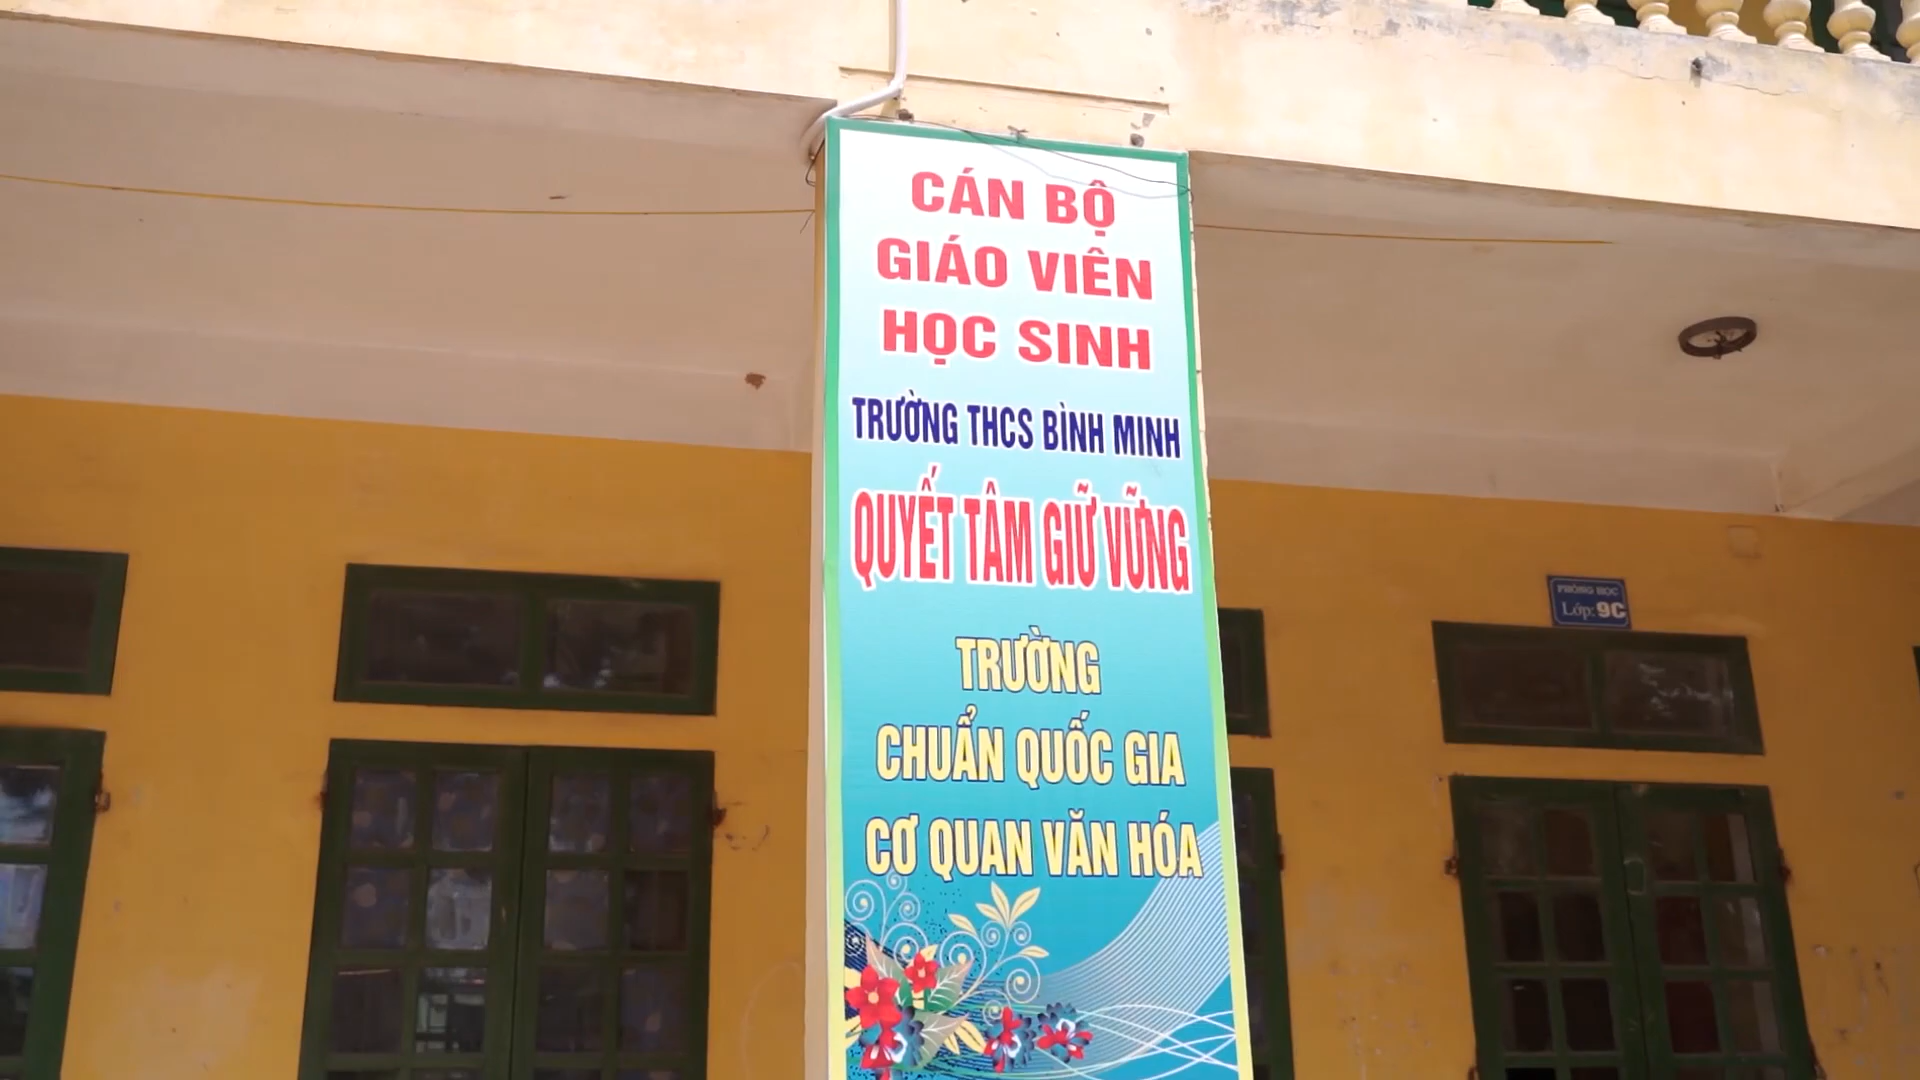 CÁN BỘ
GIÁO VIÊN
HỌC SINH
TRƯỜNG THCS BÌNH MINH
QUYẾT TÂM GIỮ VỮNG
TRƯỜNG
CHUẨN QUỐC GIA
CƠ QUAN VĂN HÓA
PHÒNG HỌC
Lớp: 9C